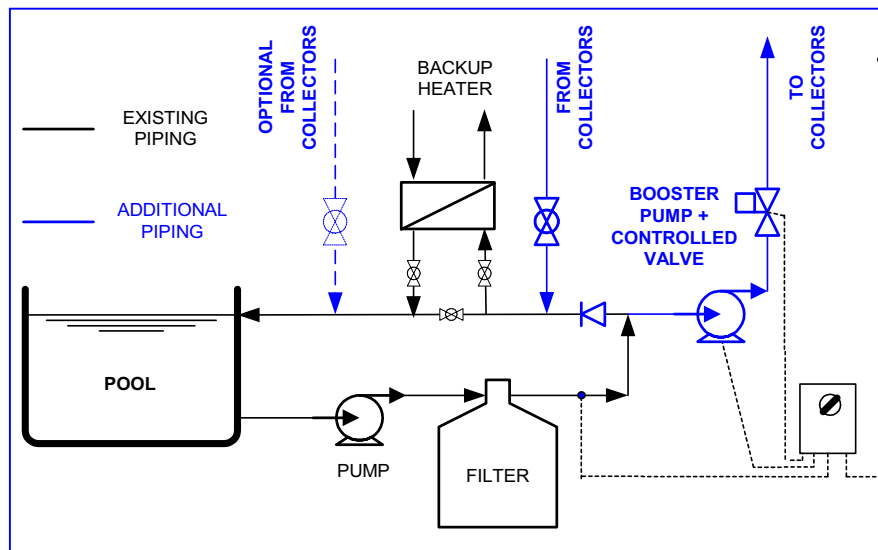 EXISTING
PIPING
ADDITIONAL
PIPING
OPTIONAL
FROM
COLLECTORS
BACKUP
HEATER
FROM
COLLECTORS
TO
COLLECTORS
BOOSTER
PUMP +
CONTROLLED
VALVE
POOL
PUMP
FILTER